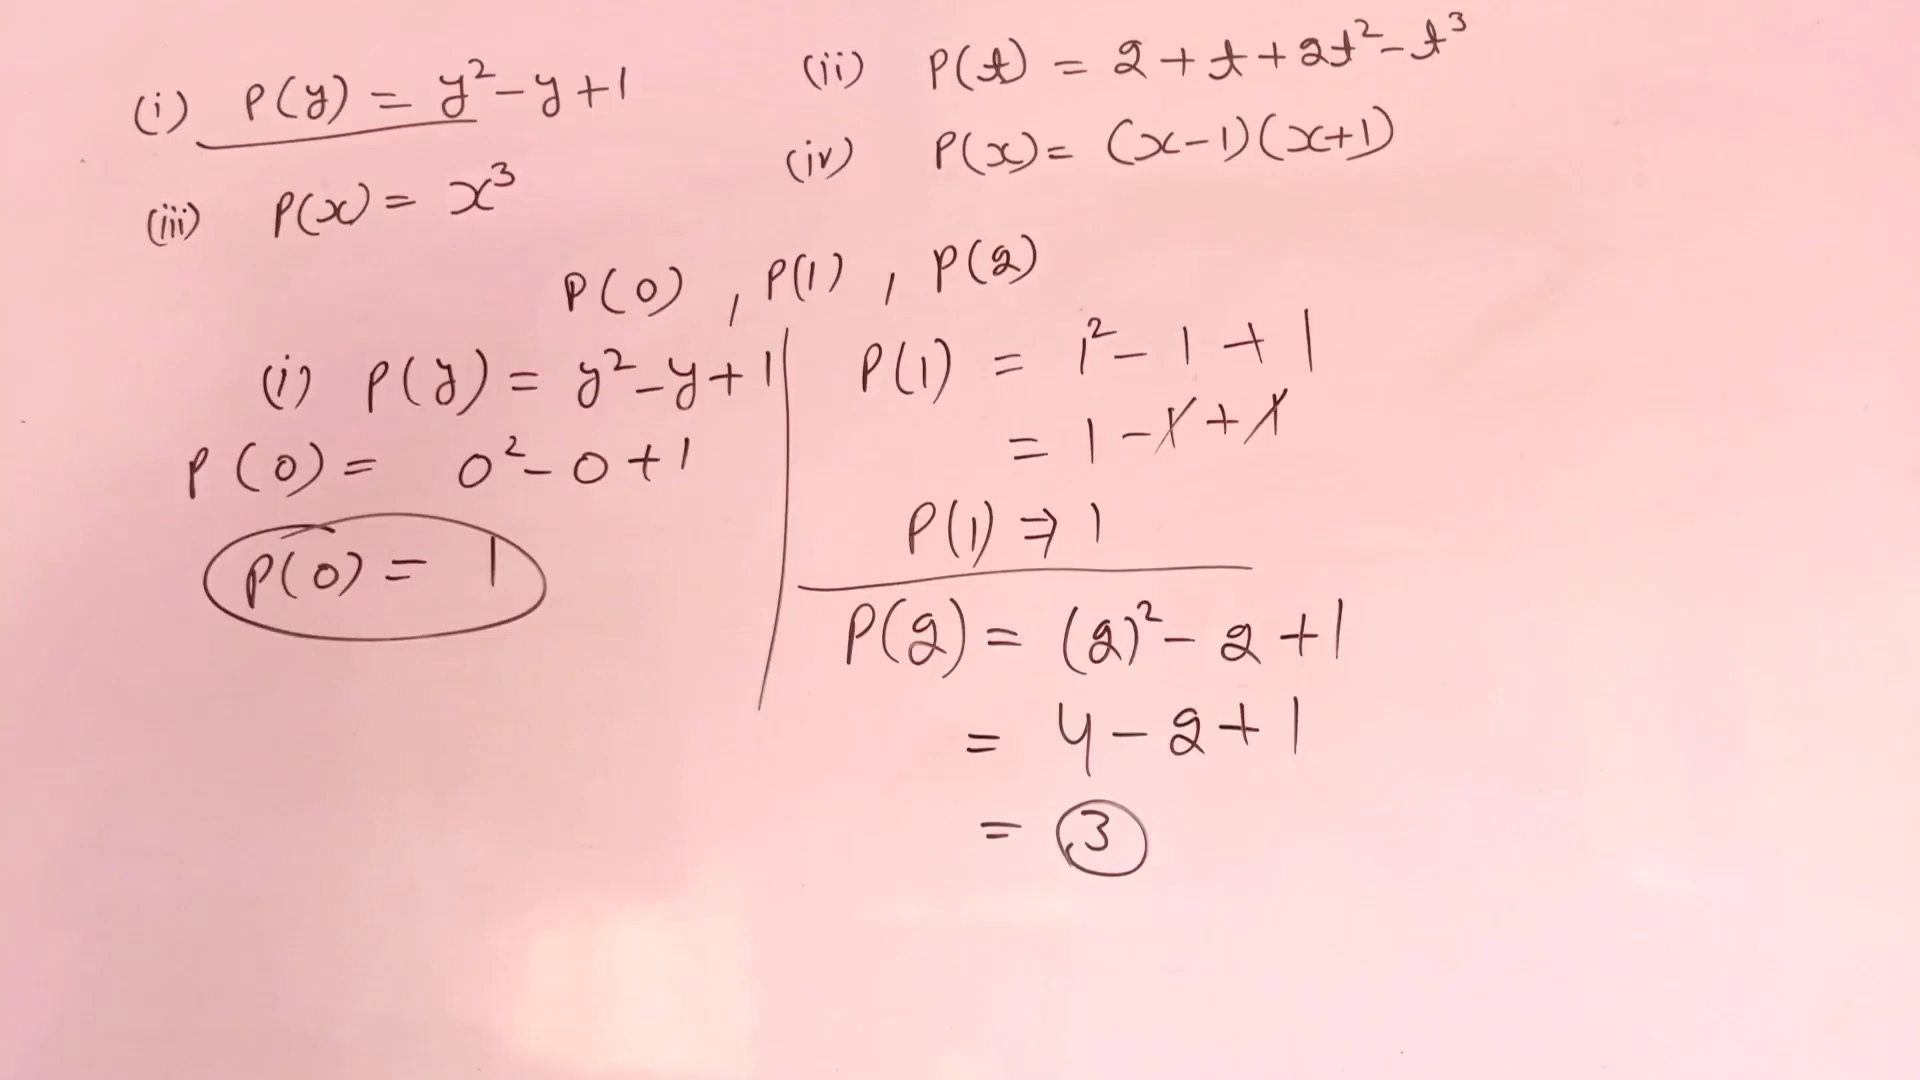 (i) P(y) = y²-y+1
(ii) P(t) = 2+t+2t²-t³
(iii) P(x) = x³
(iv) P(x) = (x-1)(x+1)
P(0) , P(1) , P(2)
(i) P(y) = y²-y+1
P(0) = 0²-0+1
P(0) = 1
P(1) = 1²-1+1
= 1-1+1
P(1) ⇒ 1
P(2) = (2)²-2+1
= 4-2+1
= 3